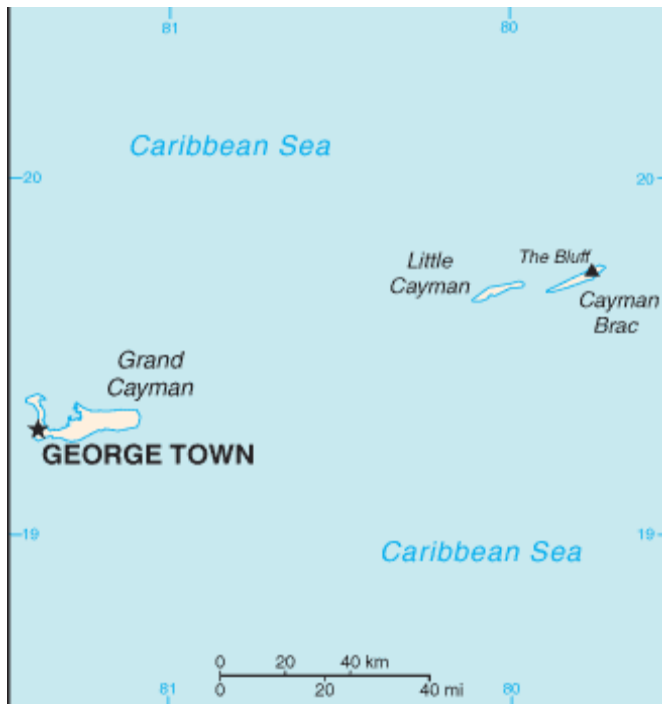 81 80
Caribbean Sea
20 20
Little
Cayman
The Bluff
Cayman
Brac
Grand
Cayman
GEORGE TOWN
19 19
Caribbean Sea
0 20 40 km
0 20 40 mi
81 80